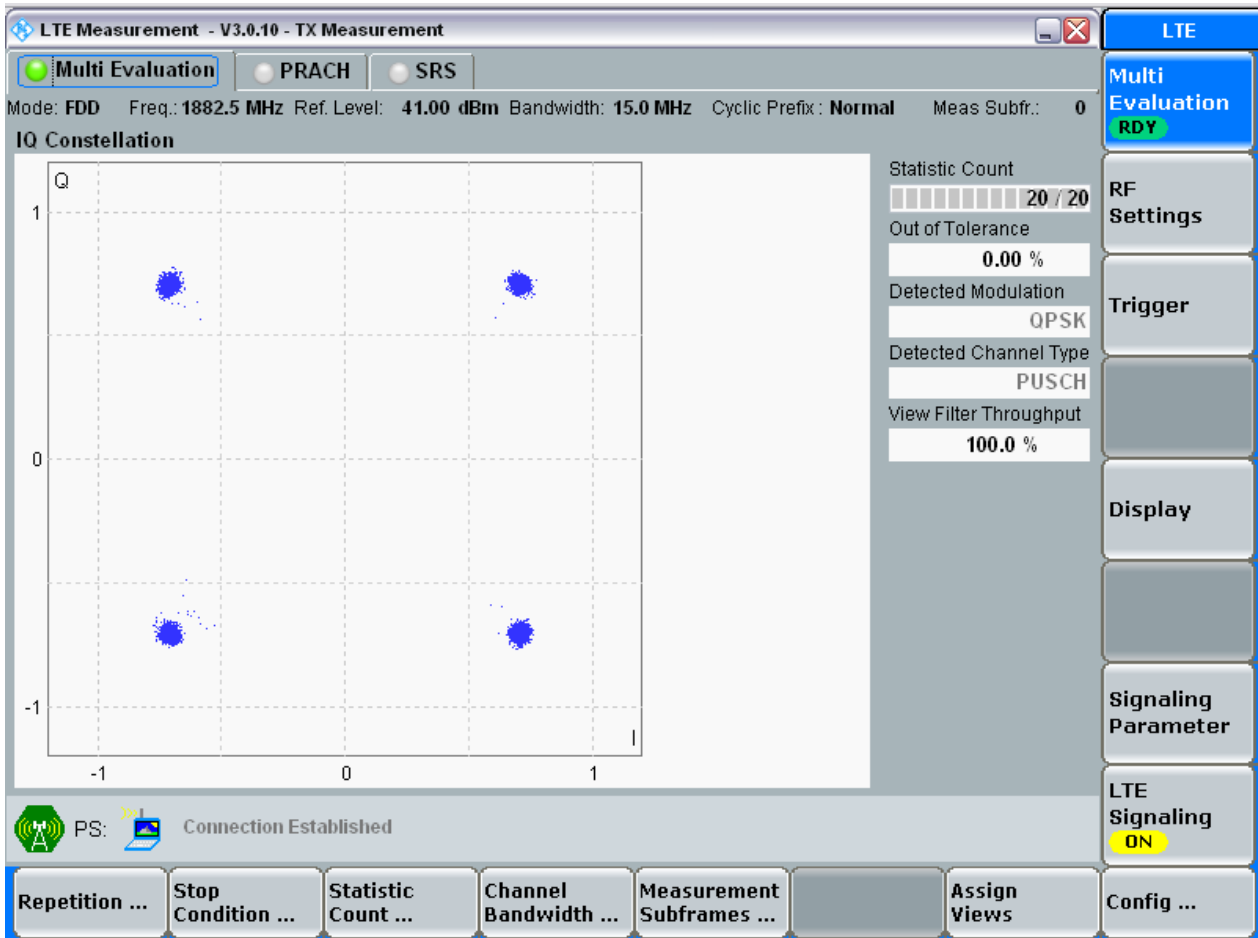 LTE Measurement - V3.0.10 - TX Measurement
LTE
Multi Evaluation
PRACH
SRS
Mode: FDD Freq.: 1882.5 MHz Ref. Level: 41.00 dBm Bandwidth: 15.0 MHz Cyclic Prefix : Normal Meas Subfr.: 0
IQ Constellation
Q
1
0
-1
-1
0
1
I
Statistic Count
20 / 20
Out of Tolerance
0.00 %
Detected Modulation
QPSK
Detected Channel Type
PUSCH
View Filter Throughput
100.0 %
Multi
Evaluation
RDY
RF
Settings
Trigger
Display
Signaling
Parameter
LTE
Signaling
ON
PS:
Connection Established
Repetition ...
Stop
Condition ...
Statistic
Count ...
Channel
Bandwidth ...
Measurement
Subframes ...
Assign
Views
Config ...